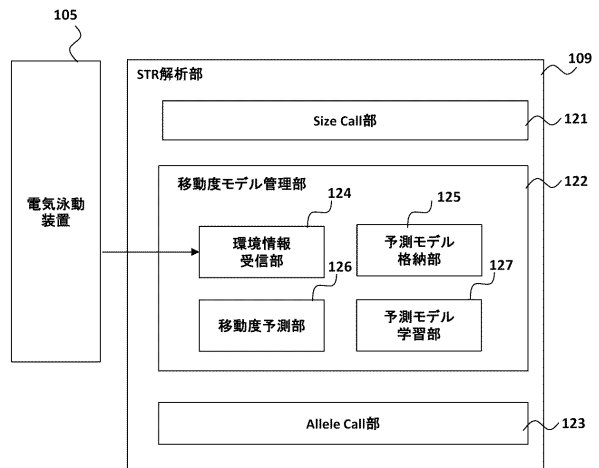 105
109
STR解析部
Size Call部
121
電気泳動
装置
移動度モデル管理部
122
124
125
環境情報
受信部
予測モデル
格納部
126
127
移動度予測部
予測モデル
学習部
Allele Call部
123